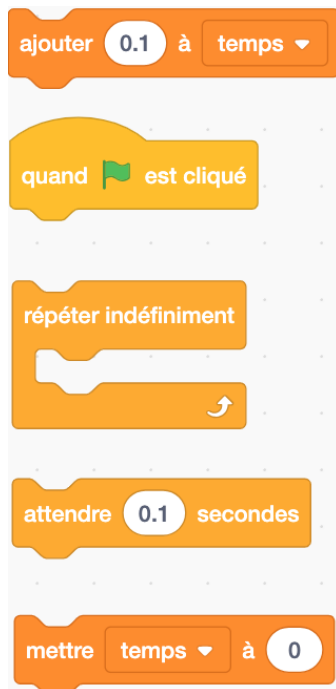 ajouter 0.1 à temps
quand est cliqué
répéter indéfiniment
attendre 0.1 secondes
mettre temps à 0